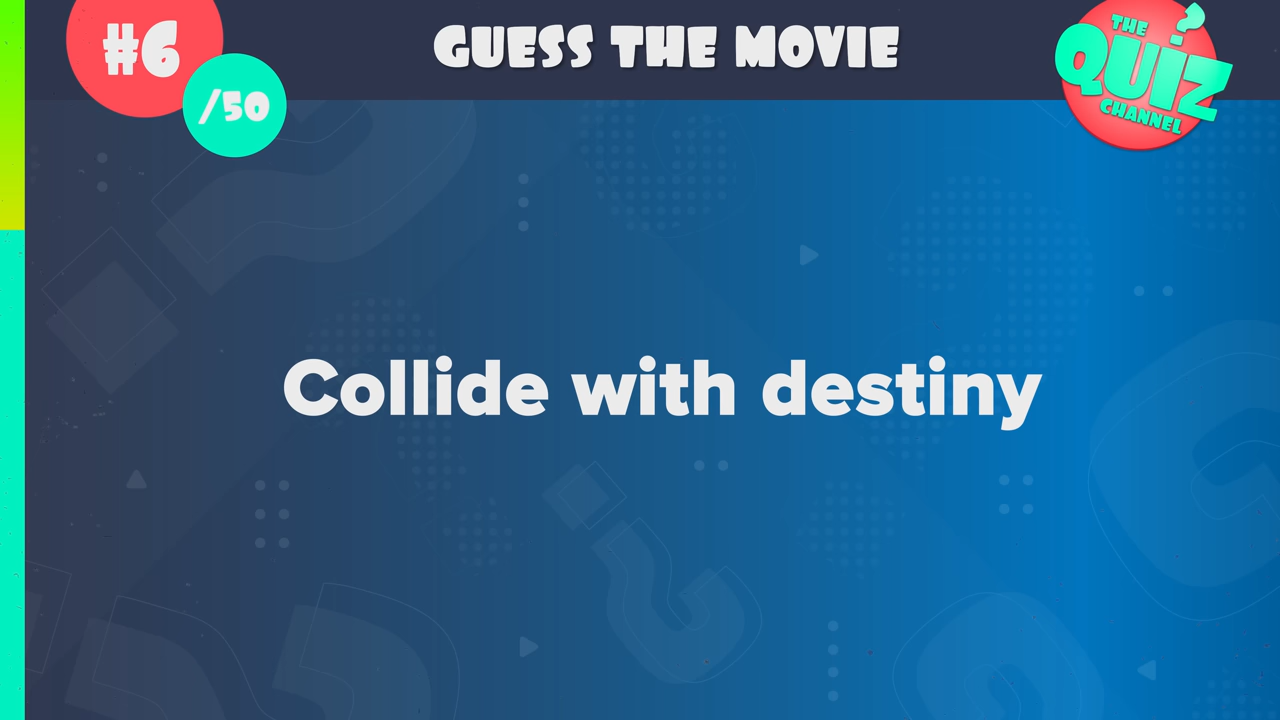 #6
/50
GUESS THE MOVIE
THE
QUIZ
CHANNEL
Collide with destiny